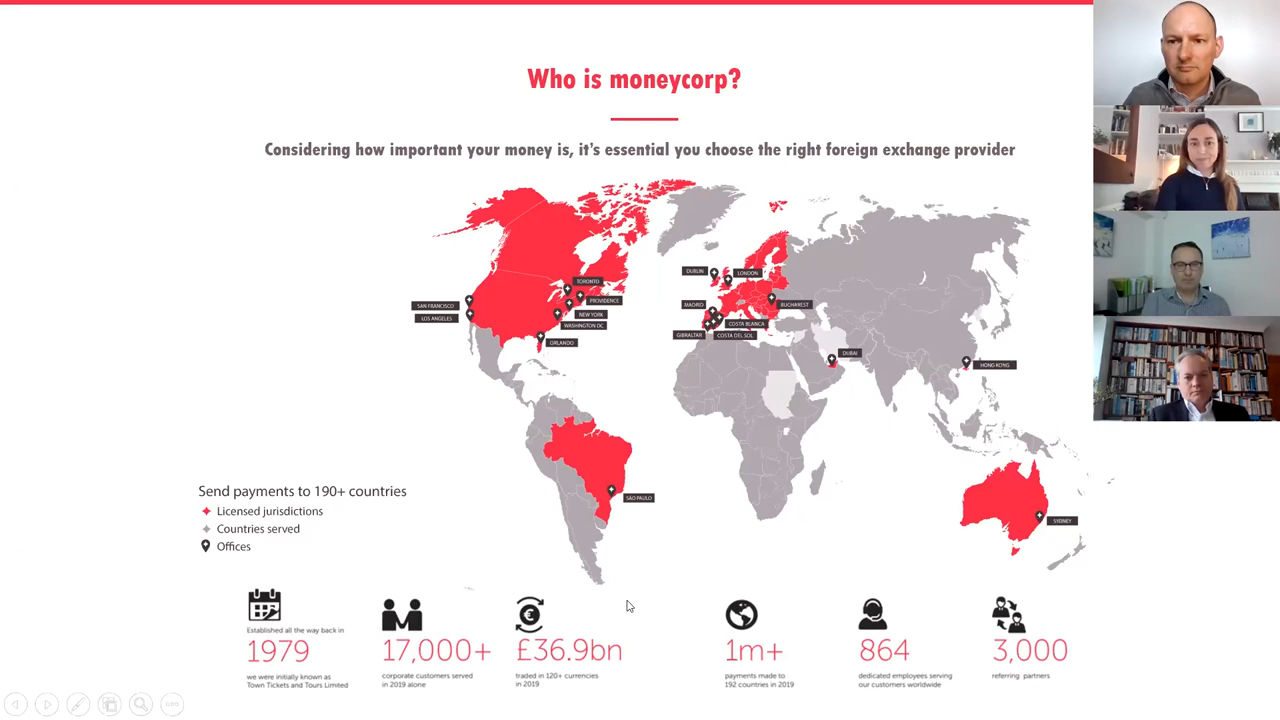 Who is moneycorp?
Considering how important your money is, it's essential you choose the right foreign exchange provider
TORONTO
PROVIDENCE
SAN FRANCISCO
LOS ANGELES
NEW YORK
WASHINGTON DC
ORLANDO
DUBLIN
LONDON
MADRID
BUCHAREST
COSTA BLANCA
GIBRALTAR
COSTA DEL SOL
DUBAI
HONG KONG
SÃO PAULO
SYDNEY
Send payments to 190+ countries
Licensed jurisdictions
Countries served
Offices
Established all the way back in
1979
we were initially known as
Town Tickets and Tours Limited
17,000+
corporate customers served
in 2019 alone
£36.9bn
traded in 120+ currencies
in 2019
1m+
payments made to
192 countries in 2019
864
dedicated employees serving
our customers worldwide
3,000
referring partners